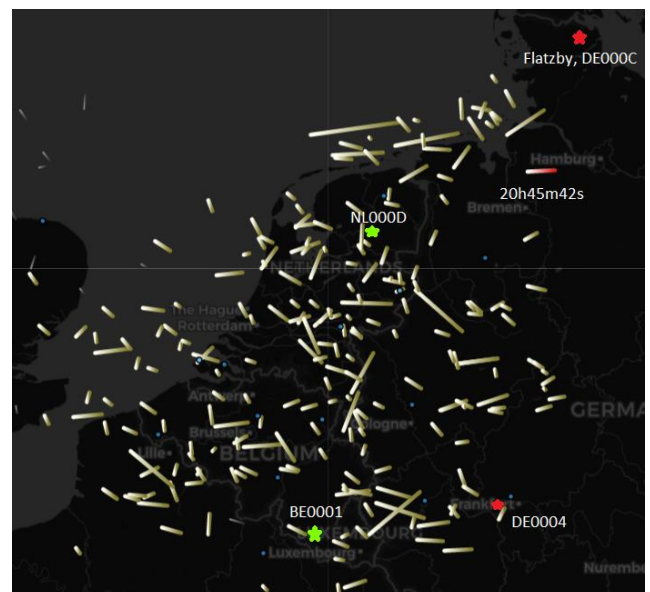 Flatzby, DE000C
Hamburg
20h45m42s
Bremen
NL000D
NETHERLANDS
The Hague
Rotterdam
Antwerp
GERMA
Brussels
Cologne
Lille
BELGIUM
Frankfurt
BE0001
DE0004
LUXEMBOURG
Luxembourg
Nuremberg